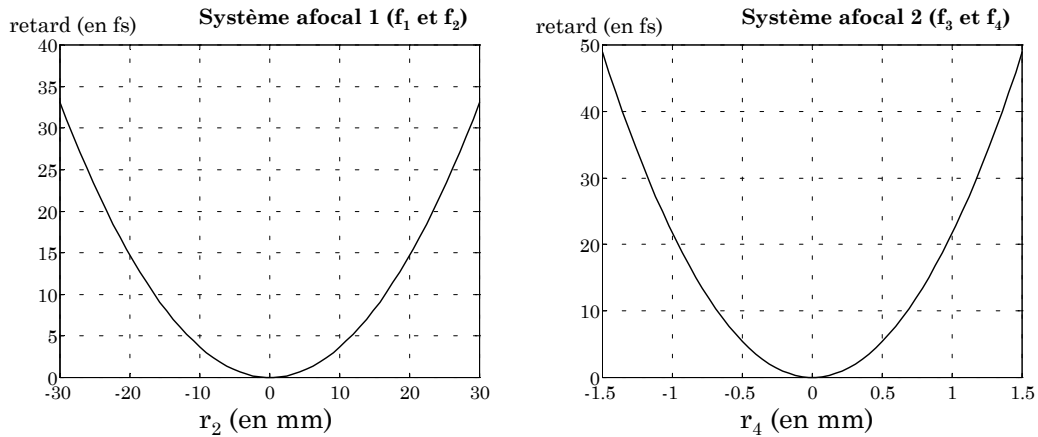 Système afocal 1 (f₁ et f₂)
retard (en fs)
40
35
30
25
20
15
10
5
0
-30 -20 -10 0 10 20 30
r₂ (en mm)
Système afocal 2 (f₃ et f₄)
retard (en fs)
50
40
30
20
10
0
-1.5 -1 -0.5 0 0.5 1 1.5
r₄ (en mm)